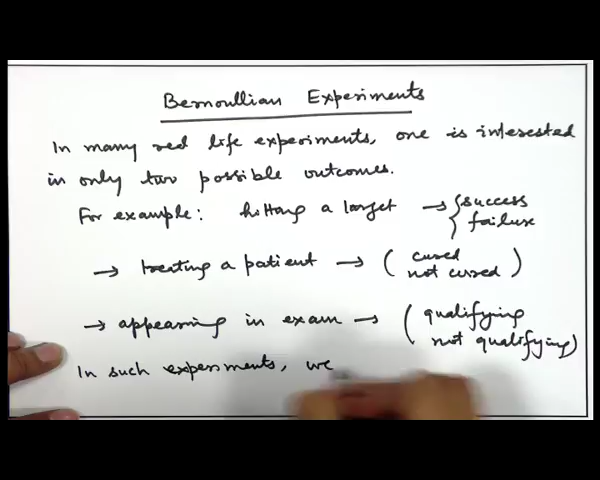 Bernoullian Experiments
In many real life experiments, one is interested
in only two possible outcomes.
For example: hitting a target → { success
failure
→ treating a patient → ( cured
not cured )
→ appearing in exam → ( qualifying
not qualifying )
In such experiments, we